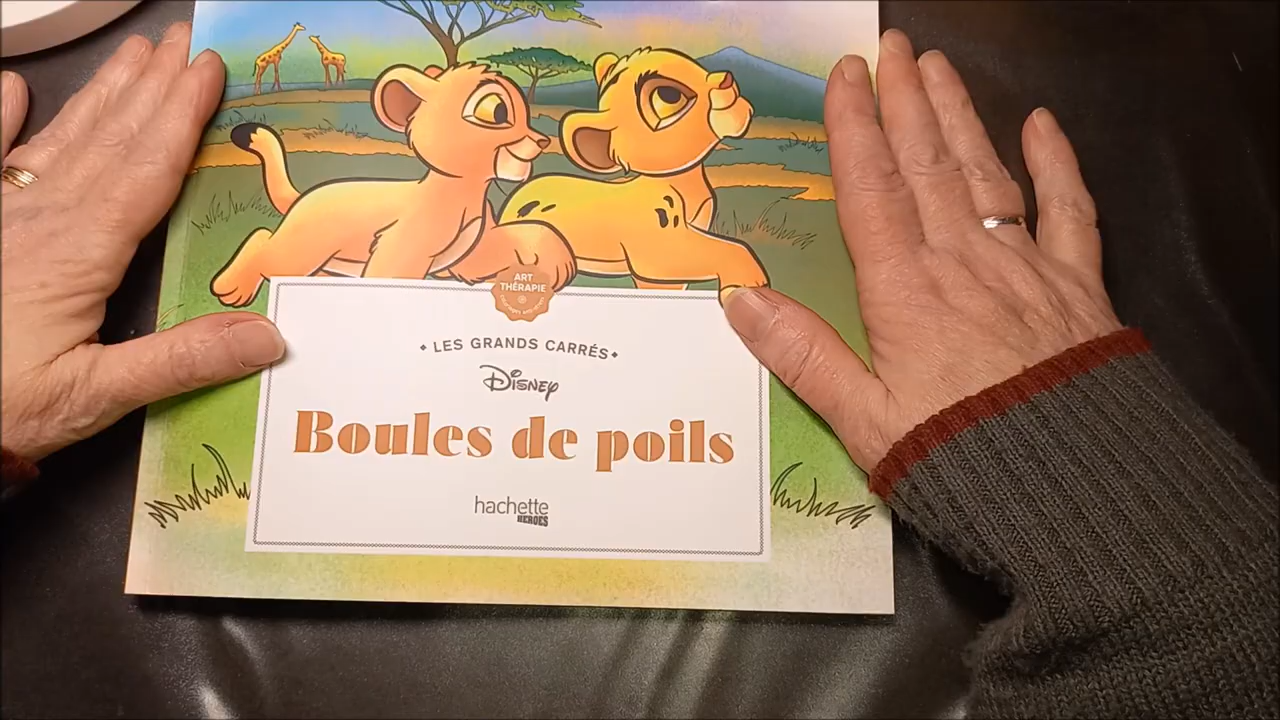 ART
THÉRAPIE
LES GRANDS CARRÉS
Disney
Boules de poils
hachette
HEROES